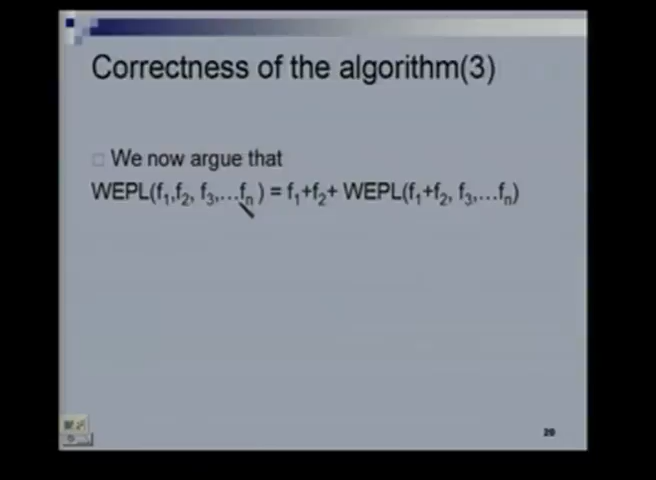 Correctness of the algorithm(3)
We now argue that
WEPL(f₁,f₂, f₃,…fₙ ) = f₁+f₂+ WEPL(f₁+f₂, f₃,…fₙ)
20